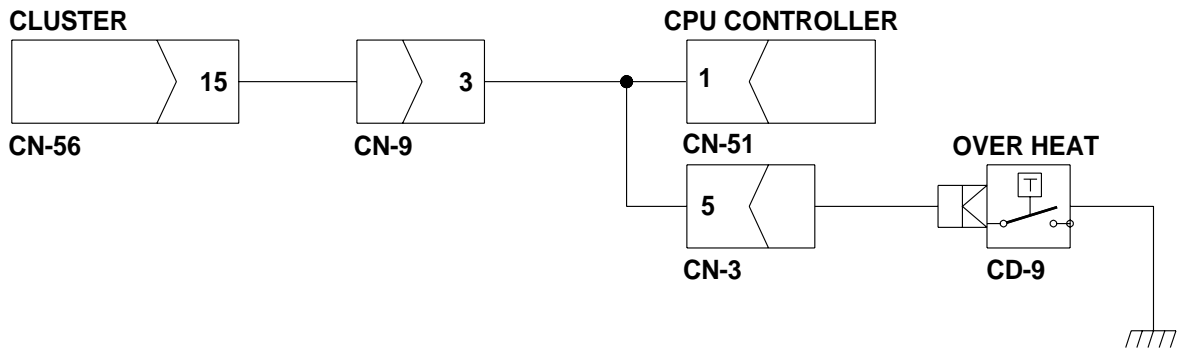 CLUSTER
CPU CONTROLLER
15
3
1
CN-56
CN-9
CN-51
OVER HEAT
T
5
CN-3
CD-9